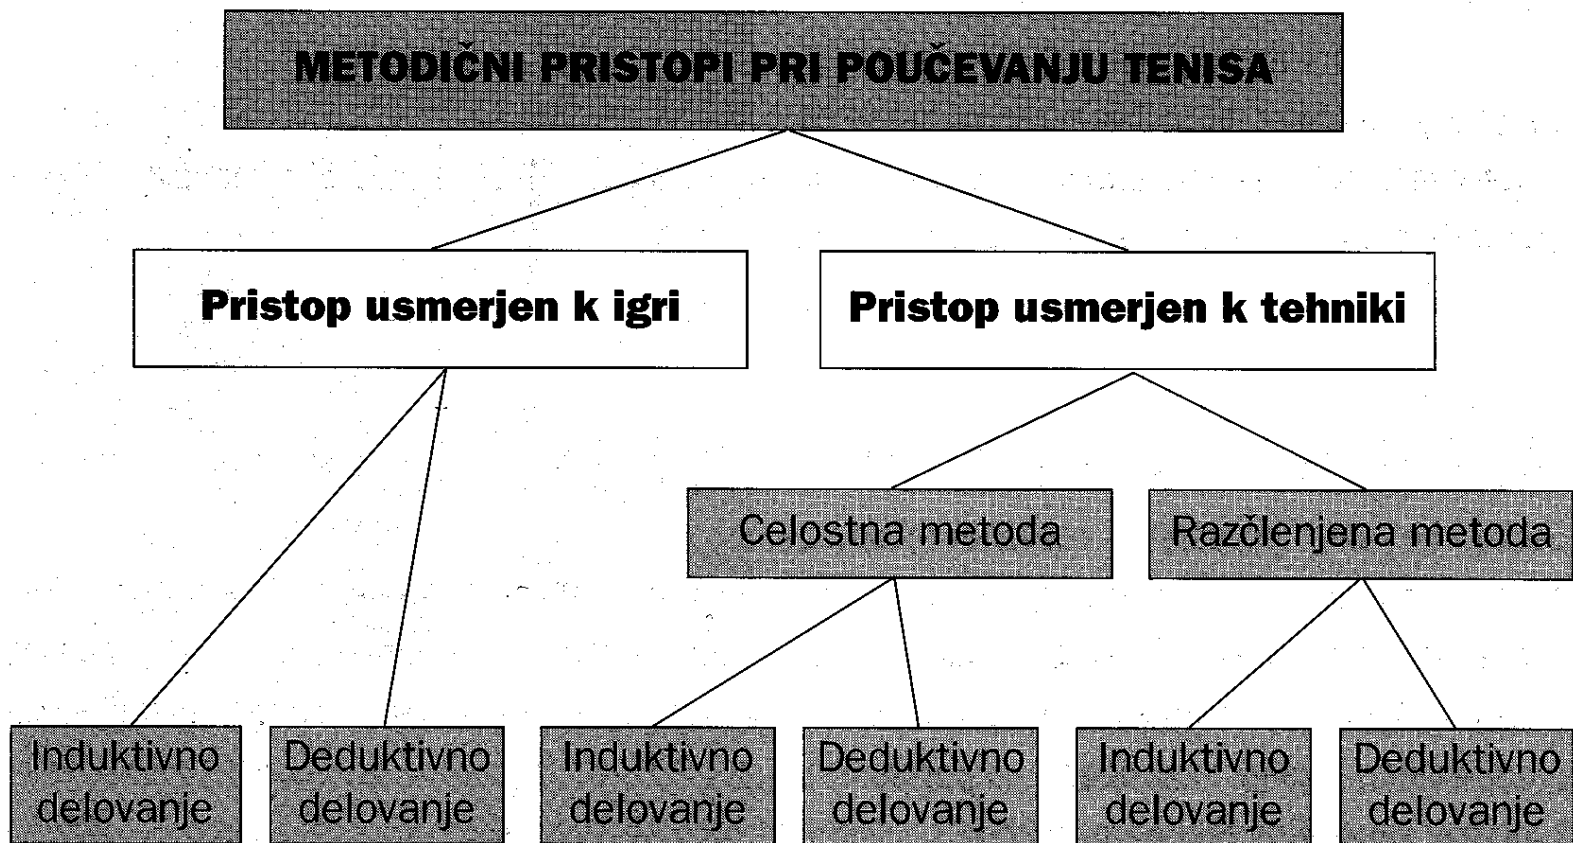 METODIČNI PRISTOPI PRI POUČEVANJU TENISA
Pristop usmerjen k igri
Pristop usmerjen k tehniki
Celostna metoda
Razčlenjena metoda
Induktivno
delovanje
Deduktivno
delovanje
Induktivno
delovanje
Deduktivno
delovanje
Induktivno
delovanje
Deduktivno
delovanje